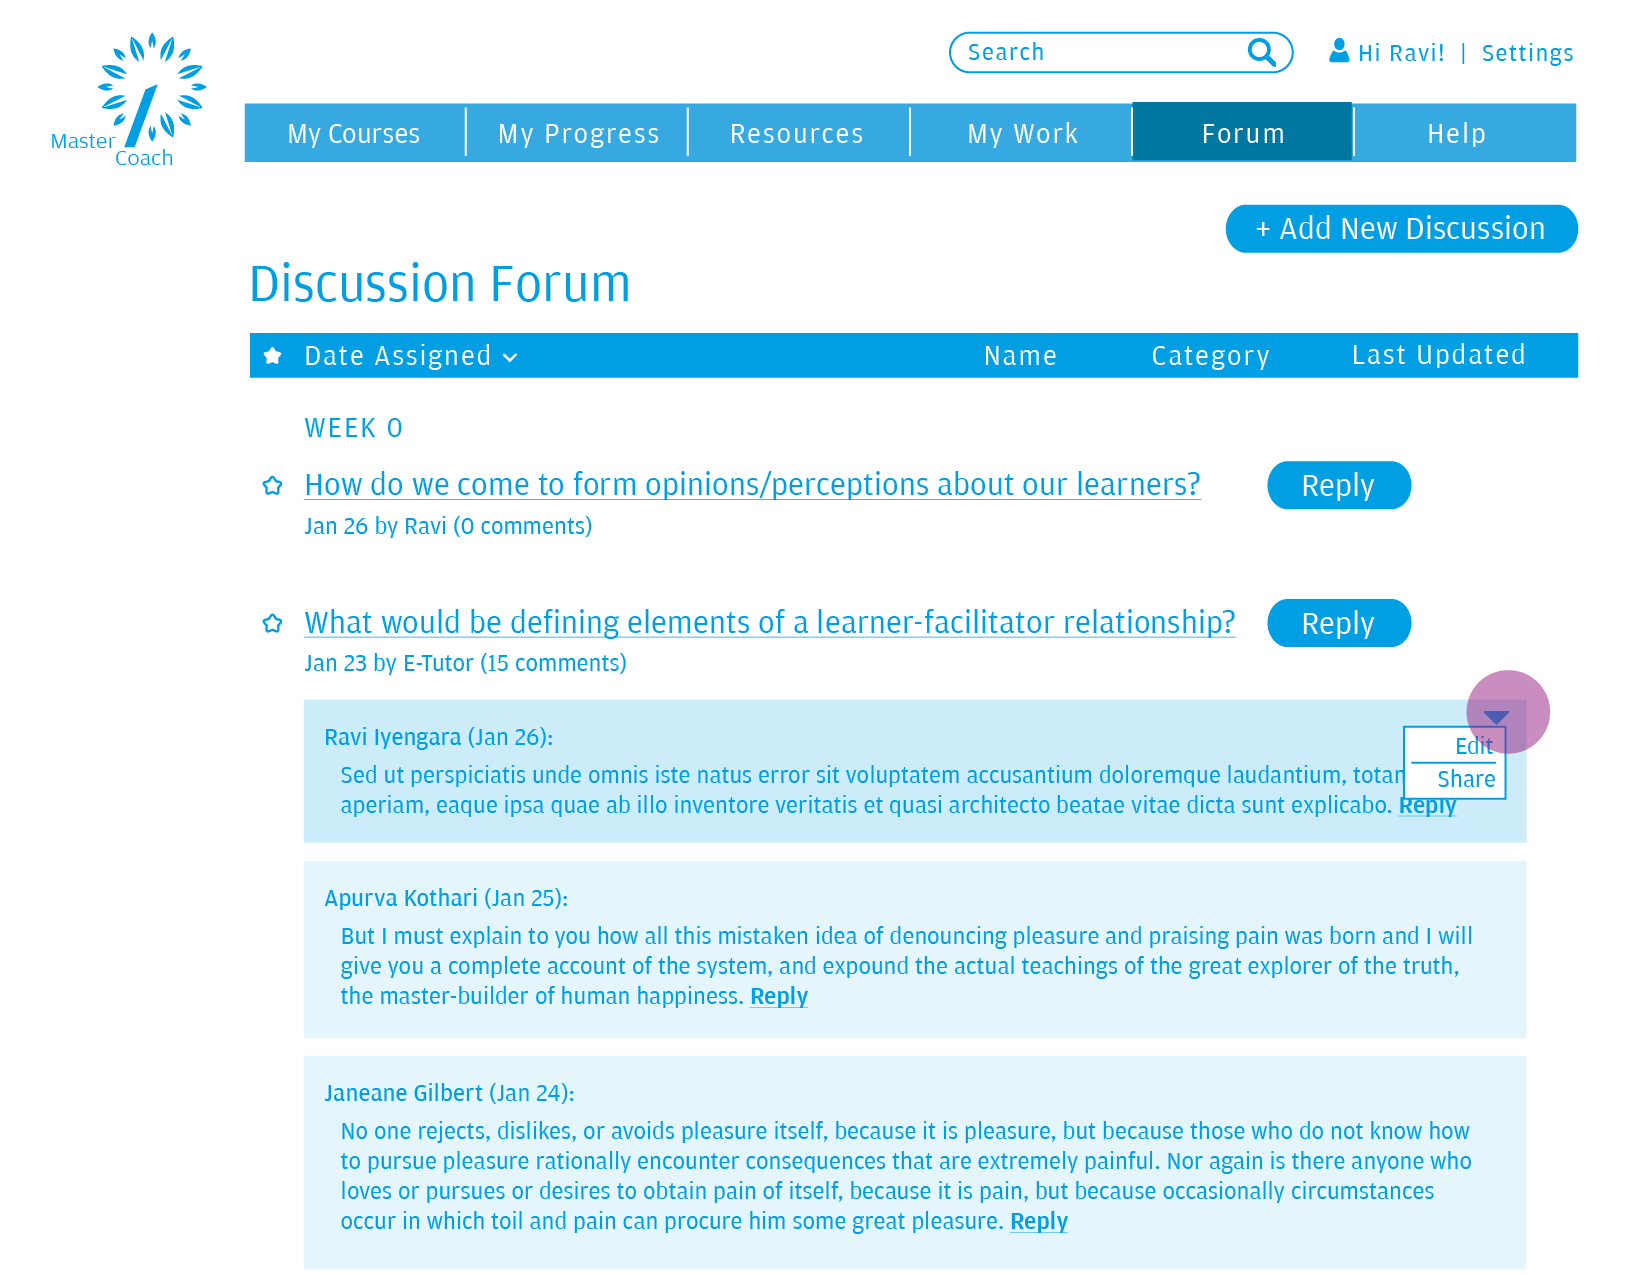 Master
Coach
Search
Hi Ravi! | Settings
My Courses
My Progress
Resources
My Work
Forum
Help
+ Add New Discussion
Discussion Forum
Date Assigned
Name
Category
Last Updated
WEEK 0
How do we come to form opinions/perceptions about our learners?
Reply
Jan 26 by Ravi (0 comments)
What would be defining elements of a learner-facilitator relationship?
Reply
Jan 23 by E-Tutor (15 comments)
Ravi Iyengara (Jan 26):
Edit
Share
Sed ut perspiciatis unde omnis iste natus error sit voluptatem accusantium doloremque laudantium,
aperiam, eaque ipsa quae ab illo inventore veritatis et quasi architecto beatae vitae dicta sunt explicabo. Reply
Apurva Kothari (Jan 25):
But I must explain to you how all this mistaken idea of denouncing pleasure and praising pain was born and I will
give you a complete account of the system, and expound the actual teachings of the great explorer of the truth,
the master-builder of human happiness. Reply
Janeane Gilbert (Jan 24):
No one rejects, dislikes, or avoids pleasure itself, because it is pleasure, but because those who do not know how
to pursue pleasure rationally encounter consequences that are extremely painful. Nor again is there anyone who
loves or pursues or desires to obtain pain of itself, because it is pain, but because occasionally circumstances
occur in which toil and pain can procure him some great pleasure. Reply